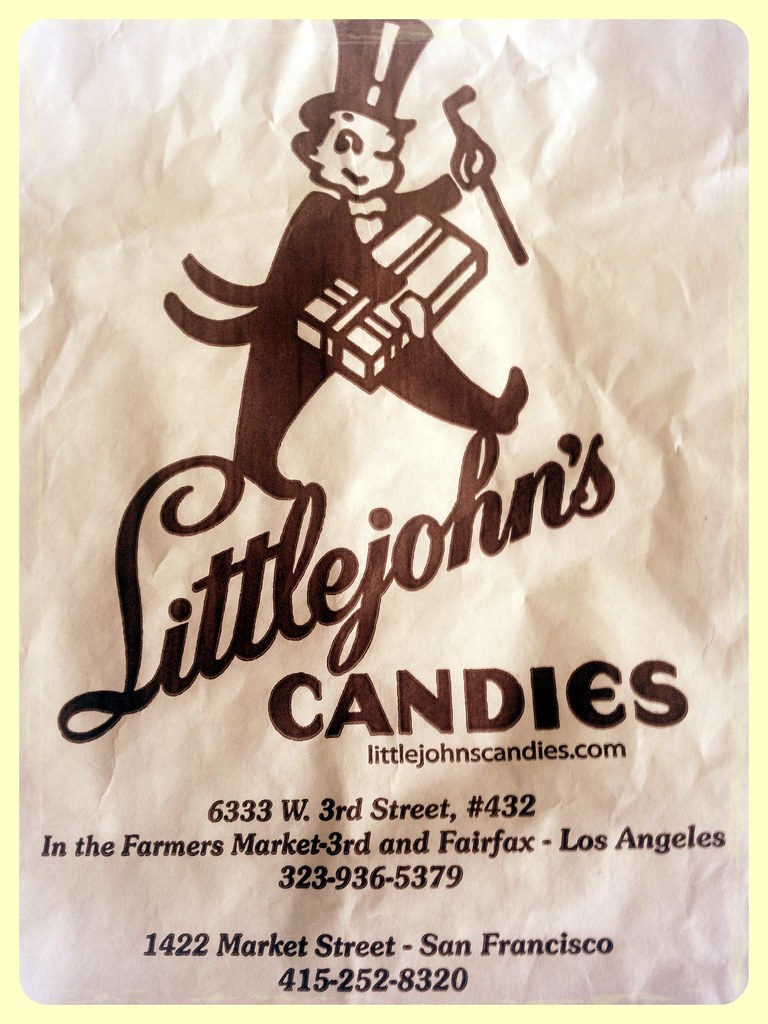 Littlejohn's
CANDIES
littlejohnscandies.com
6333 W. 3rd Street, #432
In the Farmers Market-3rd and Fairfax - Los Angeles
323-936-5379
1422 Market Street - San Francisco
415-252-8320